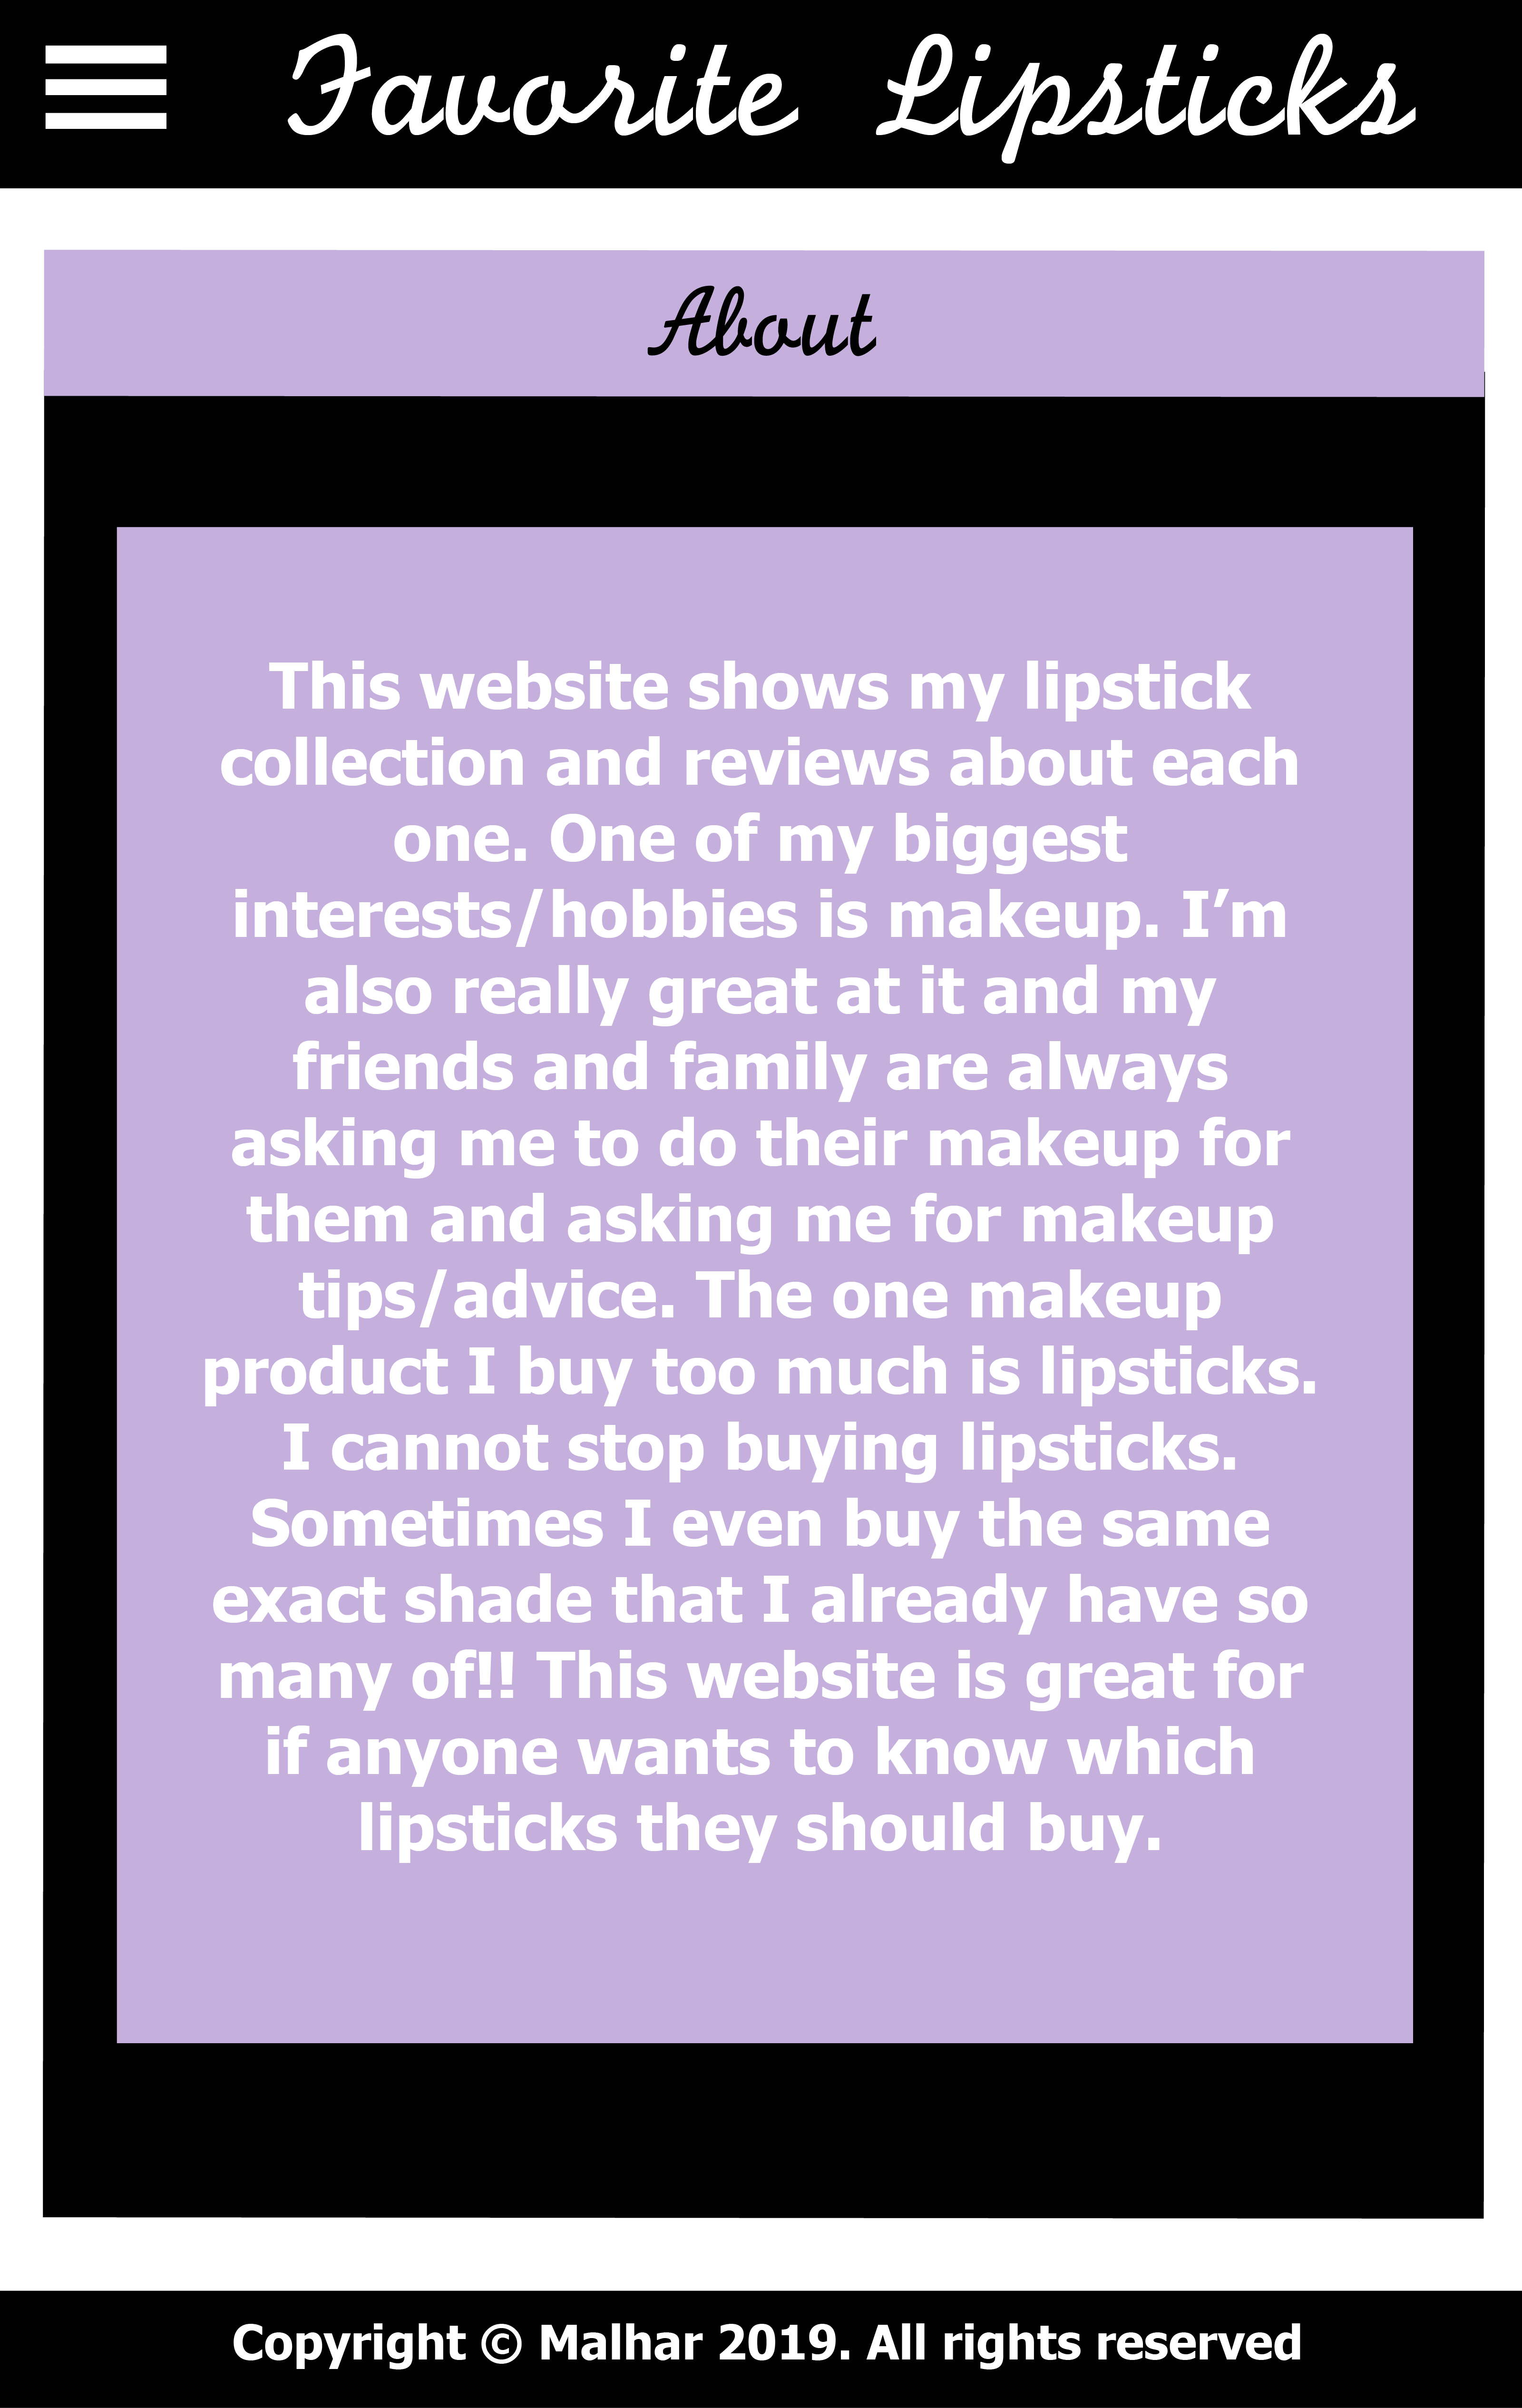 Favorite Lipsticks
About
This website shows my lipstick
collection and reviews about each
one. One of my biggest
interests/hobbies is makeup. I’m
also really great at it and my
friends and family are always
asking me to do their makeup for
them and asking me for makeup
tips/advice. The one makeup
product I buy too much is lipsticks.
I cannot stop buying lipsticks.
Sometimes I even buy the same
exact shade that I already have so
many of!! This website is great for
if anyone wants to know which
lipsticks they should buy.
Copyright © Malhar 2019. All rights reserved